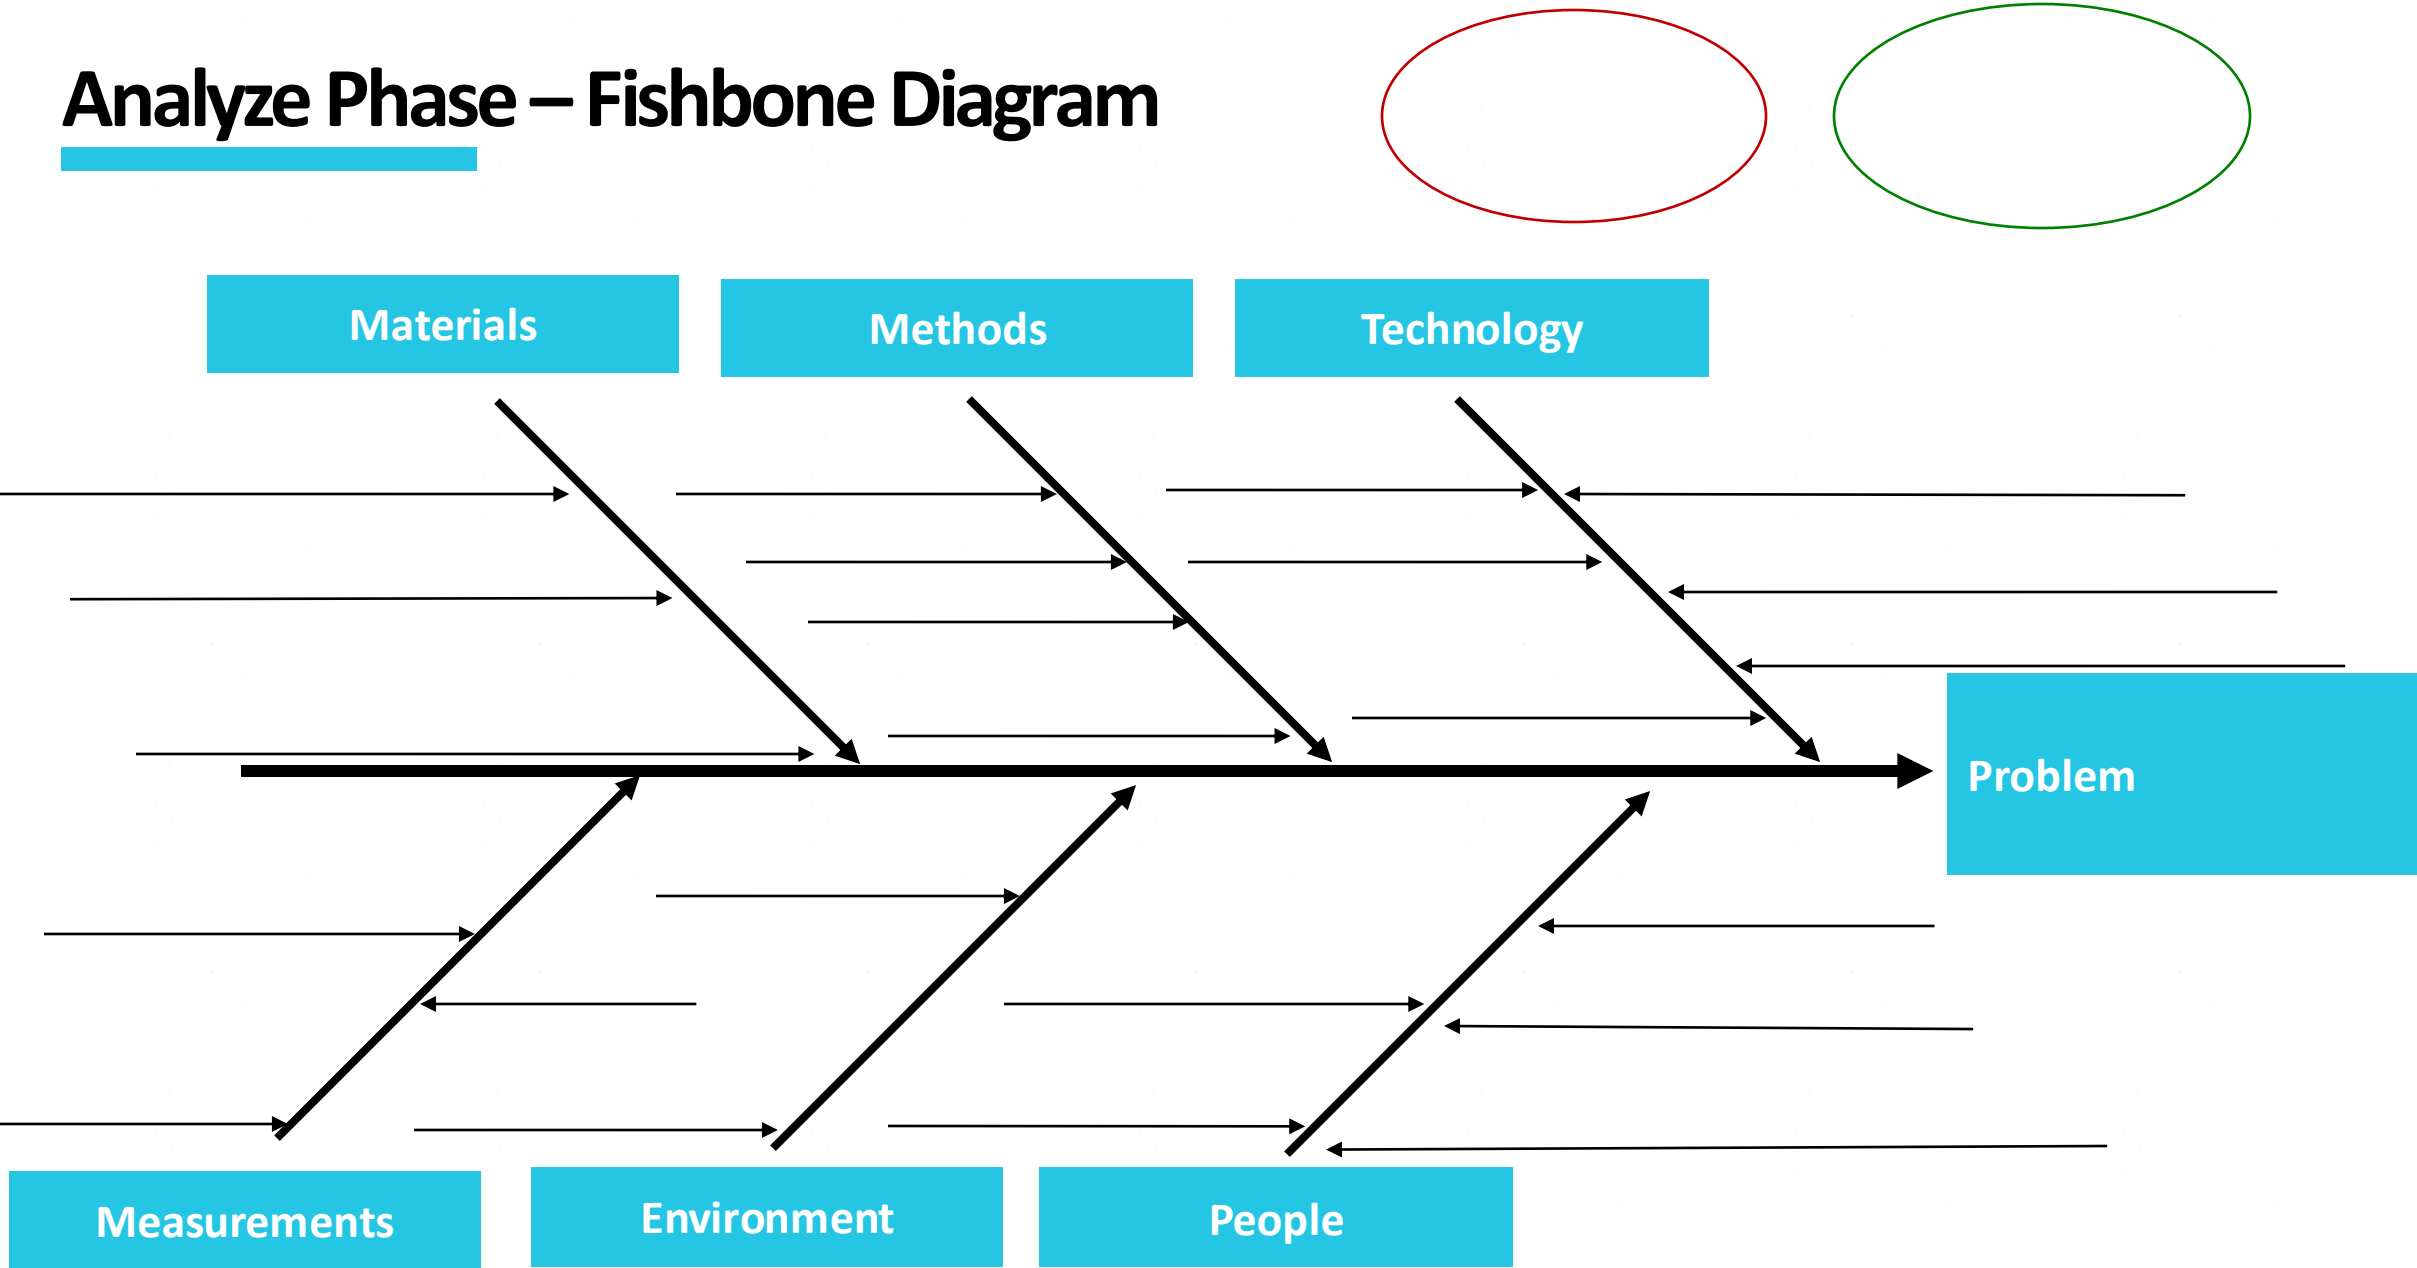 Analyze Phase – Fishbone Diagram
Materials
Methods
Technology
Problem
Measurements
Environment
People